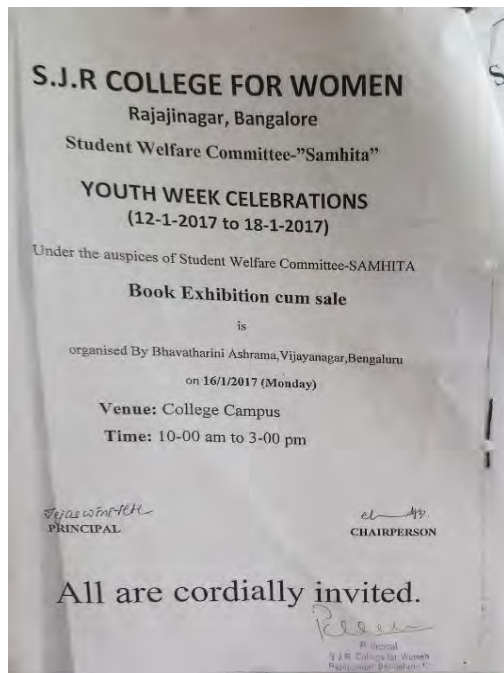 S.J.R COLLEGE FOR WOMEN
Rajajinagar, Bangalore
Student Welfare Committee-”Samhita”
YOUTH WEEK CELEBRATIONS
(12-1-2017 to 18-1-2017)
Under the auspices of Student Welfare Committee-SAMHITA
Book Exhibition cum sale
is
organised By Bhavatharini Ashrama,Vijayanagar,Bengaluru
on 16/1/2017 (Monday)
Venue: College Campus
Time: 10-00 am to 3-00 pm
PRINCIPAL
CHAIRPERSON
All are cordially invited.
Principal
S J R College for Women
Rajajinagar